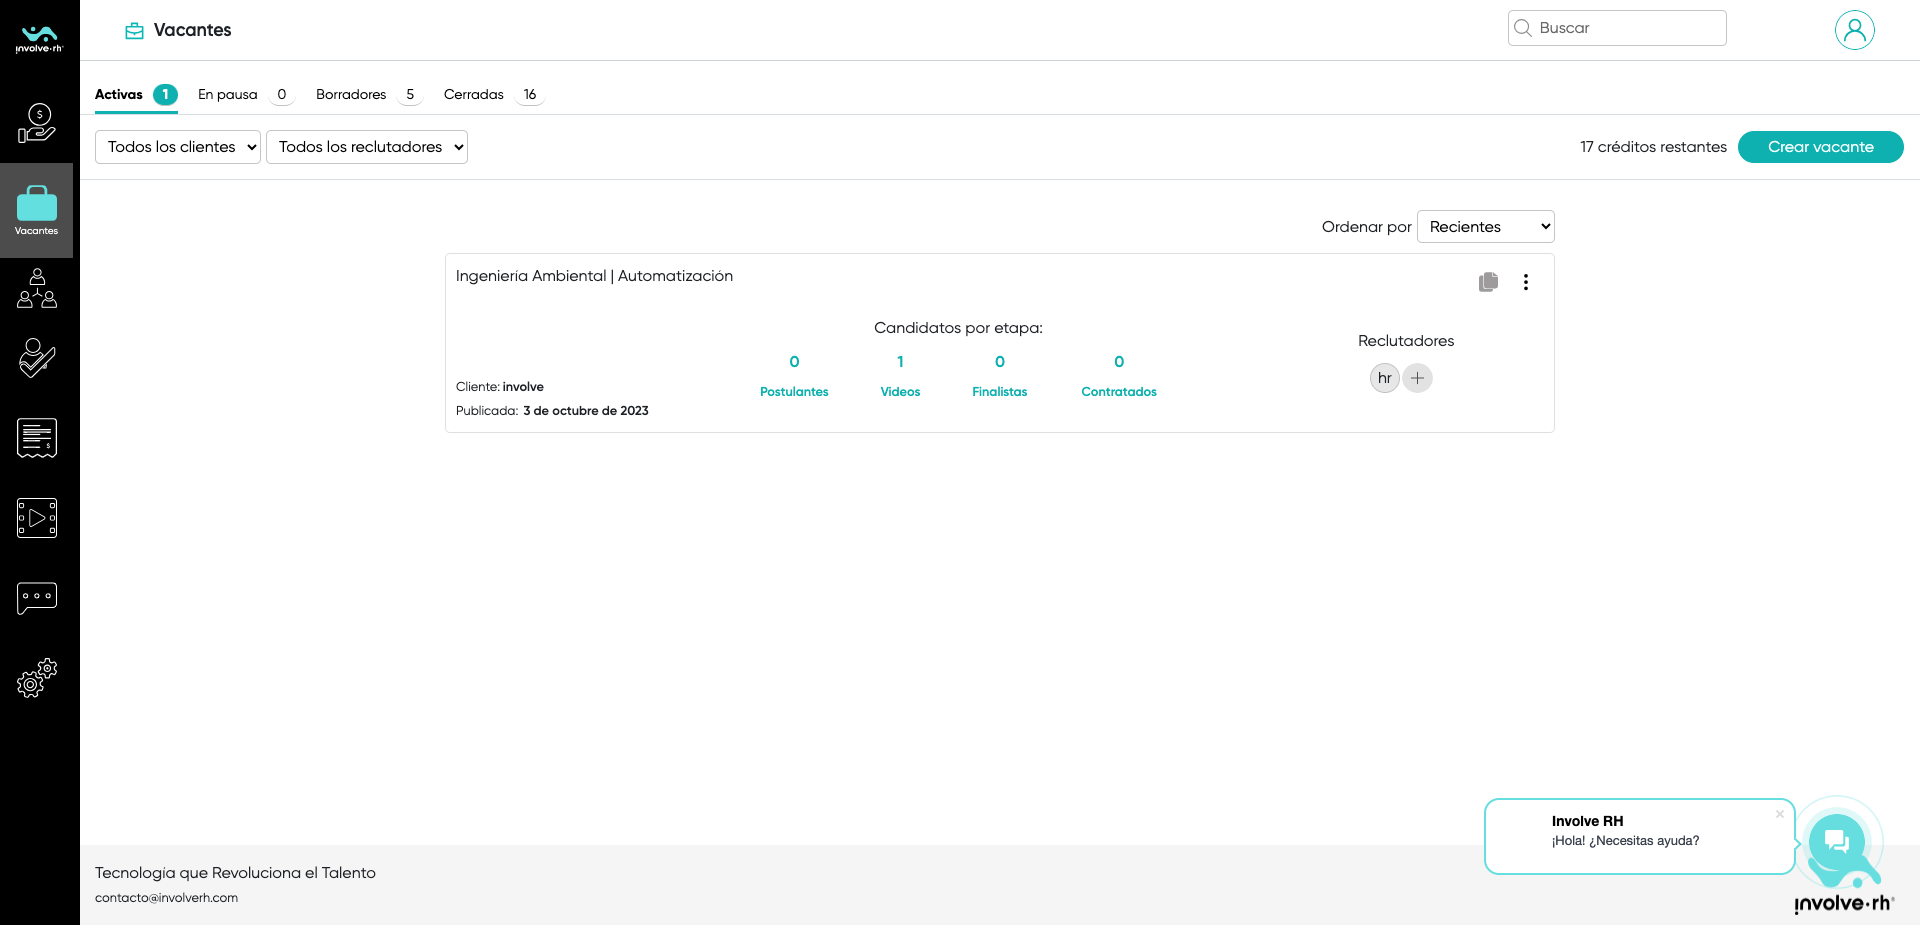 involve·rh
Vacantes
Buscar
Activas 1 En pausa 0 Borradores 5 Cerradas 16
Todos los clientes Todos los reclutadores 17 créditos restantes Crear vacante
Vacantes
Ordenar por Recientes
Ingeniería Ambiental | Automatización
Candidatos por etapa:
Reclutadores
0 1 0 0
hr
Postulantes Videos Finalistas Contratados
Cliente: involve
Publicada: 3 de octubre de 2023
Involve RH
¡Hola! ¿Necesitas ayuda?
Tecnología que Revoluciona el Talento
contacto@involverh.com
involve·rh®